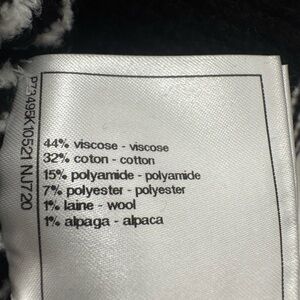 P73495K10521 NJ720
44% viscose - viscose
32% coton - cotton
15% polyamide - polyamide
7% polyester - polyester
1% laine - wool
1% alpaga - alpaca